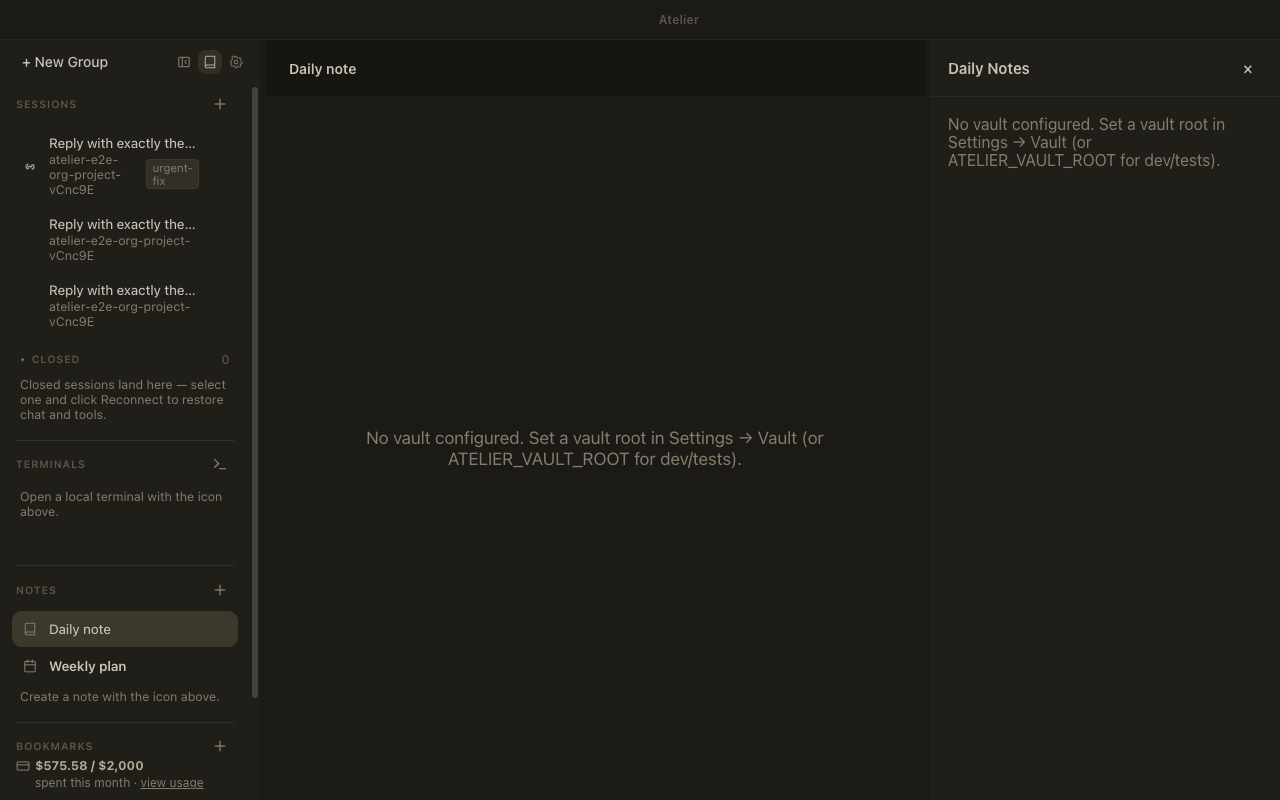 Atelier
+ New Group
SESSIONS
Reply with exactly the...
atelier-e2e-
org-project-
vCnc9E
urgent-
fix
Reply with exactly the...
atelier-e2e-org-project-
vCnc9E
Reply with exactly the...
atelier-e2e-org-project-
vCnc9E
CLOSED 0
Closed sessions land here — select
one and click Reconnect to restore
chat and tools.
TERMINALS
Open a local terminal with the icon
above.
NOTES
Daily note
Weekly plan
Create a note with the icon above.
BOOKMARKS
$575.58 / $2,000
spent this month · view usage
Daily note
No vault configured. Set a vault root in Settings → Vault (or
ATELIER_VAULT_ROOT for dev/tests).
Daily Notes
No vault configured. Set a vault root in
Settings → Vault (or
ATELIER_VAULT_ROOT for dev/tests).